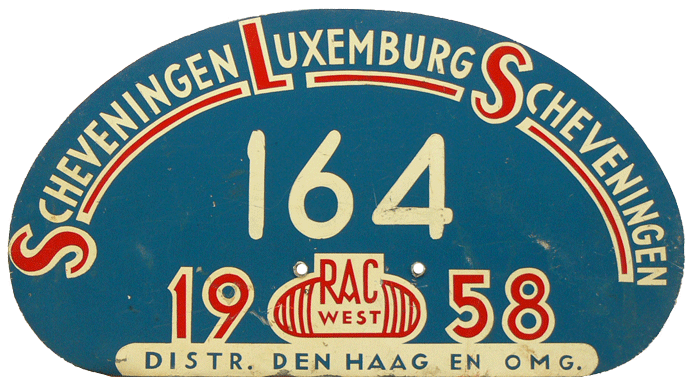 SCHEVENINGEN LUXEMBURG SCHEVENINGEN
164
19 RAC WEST 58
DISTR. DEN HAAG EN OMG.